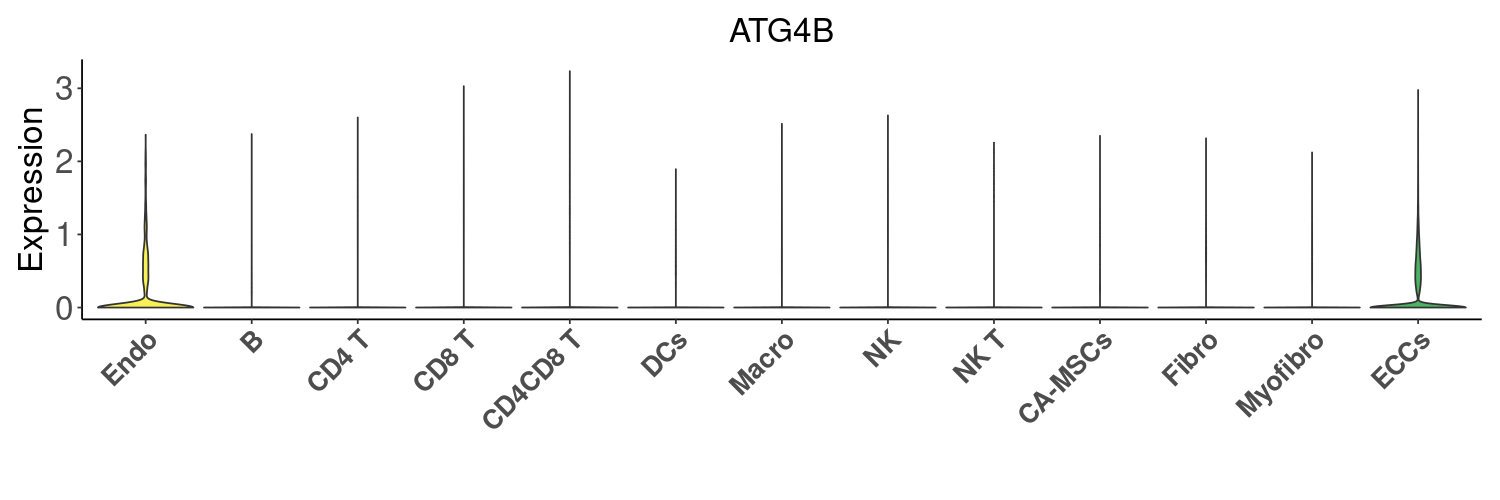 ATG4B
Expression
3
2
1
0
Endo
B
CD4 T
CD8 T
CD4CD8 T
DCs
Macro
NK
NK T
CA-MSCs
Fibro
Myofibro
ECCs